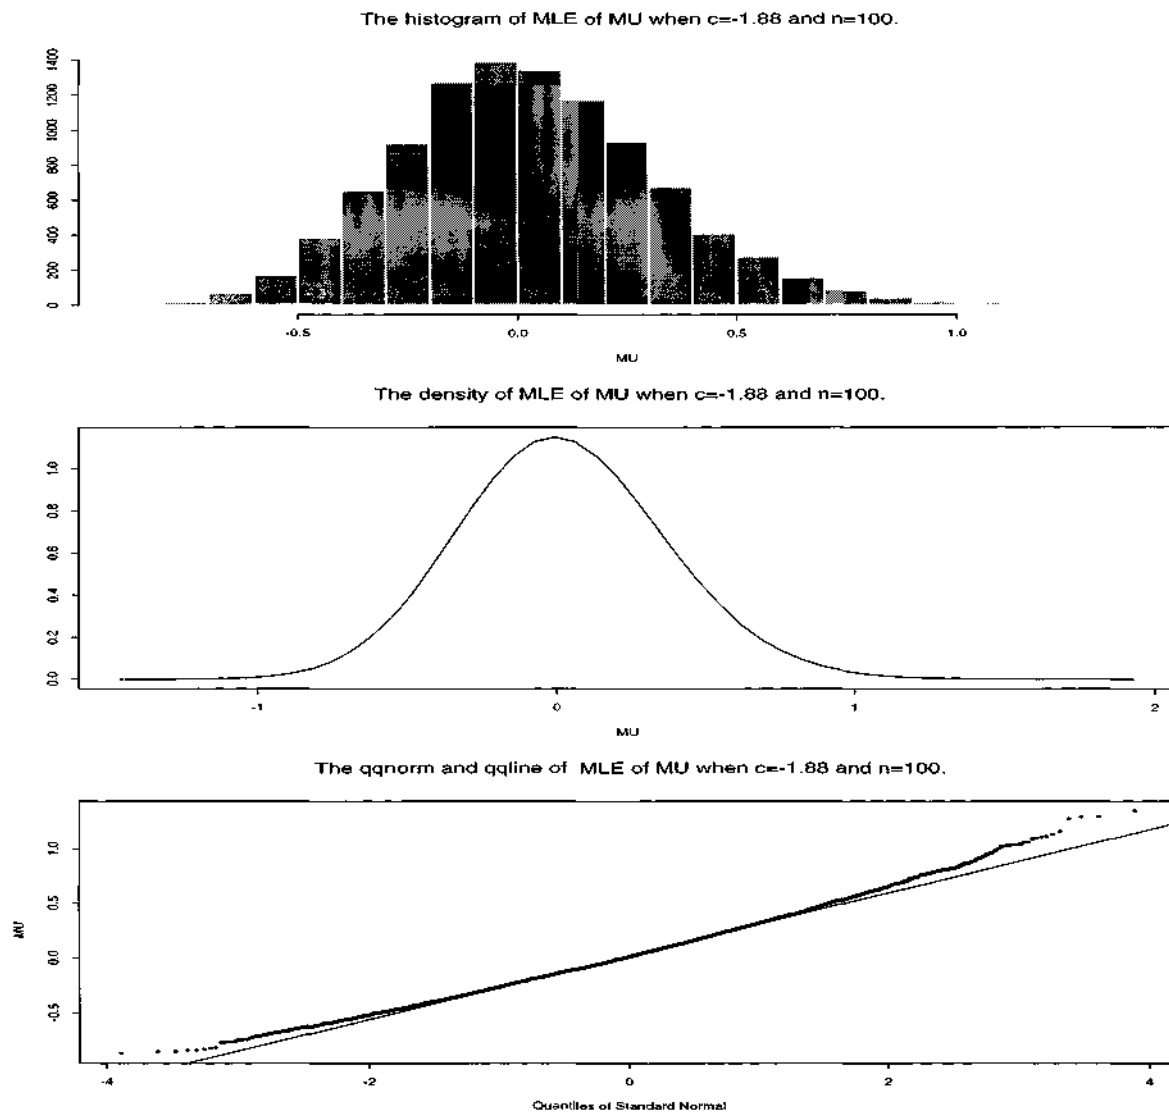 The histogram of MLE of MU when c=-1.88 and n=100.
1400
1200
1000
800
600
400
200
0
-0.5 0.0 0.5 1.0
MU
The density of MLE of MU when c=-1.88 and n=100.
1.0
0.8
0.6
0.4
0.2
0.0
-1 0 1 2
MU
The qqnorm and qqline of MLE of MU when c=-1.88 and n=100.
MU
1.0
0.5
0.0
-0.5
-4 -2 0 2 4
Quantiles of Standard Normal